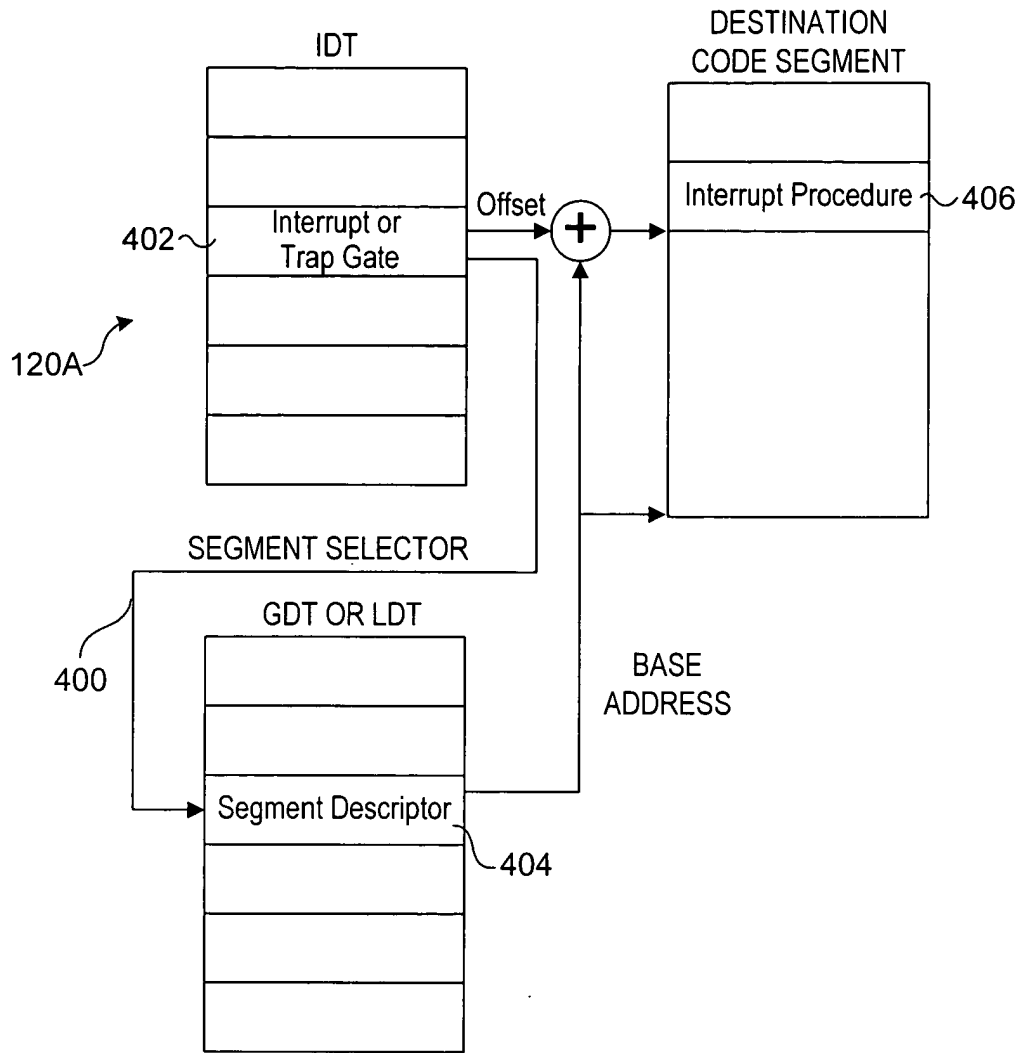 IDT
DESTINATION
CODE SEGMENT
402
Interrupt or
Trap Gate
Offset
+
Interrupt Procedure
406
120A
SEGMENT SELECTOR
400
GDT OR LDT
BASE
ADDRESS
Segment Descriptor
404